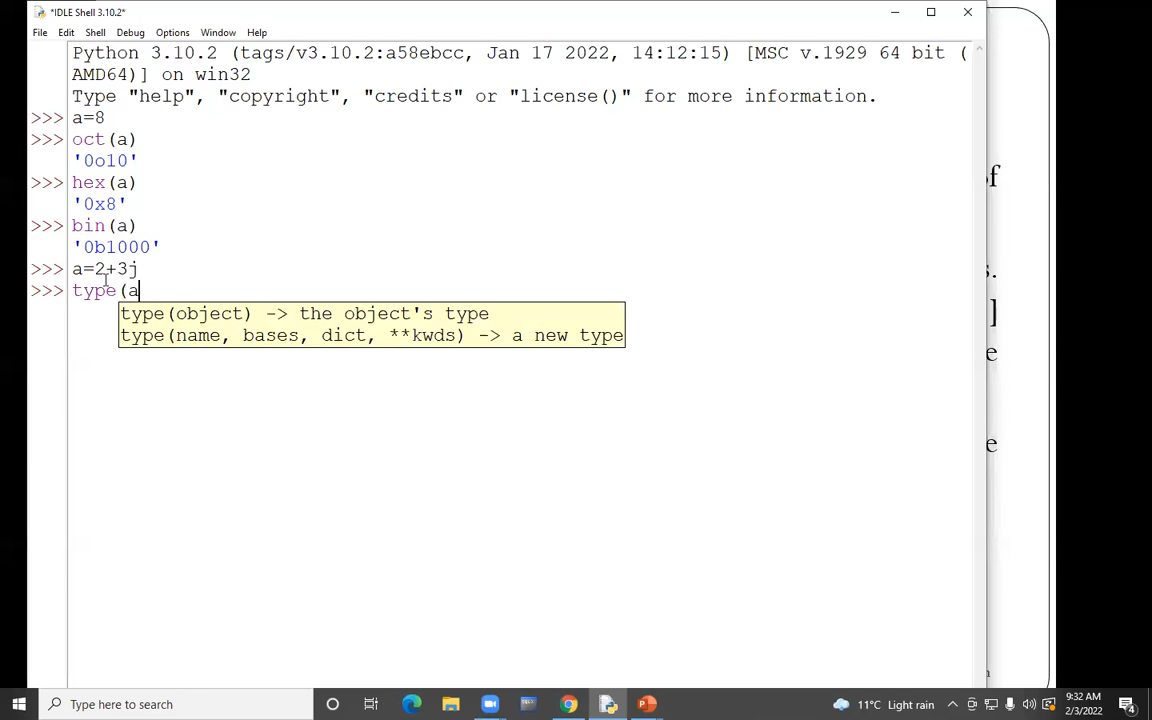 *IDLE Shell 3.10.2*
File Edit Shell Debug Options Window Help
Python 3.10.2 (tags/v3.10.2:a58ebcc, Jan 17 2022, 14:12:15) [MSC v.1929 64 bit (
AMD64)] on win32
Type "help", "copyright", "credits" or "license()" for more information.
>>> a=8
>>> oct(a)
'0o10'
>>> hex(a)
'0x8'
>>> bin(a)
'0b1000'
>>> a=2+3j
>>> type(a
type(object) -> the object's type
type(name, bases, dict, **kwds) -> a new type
of
s.
]
e
e
n
Type here to search
11°C Light rain
9:32 AM
2/3/2022
4